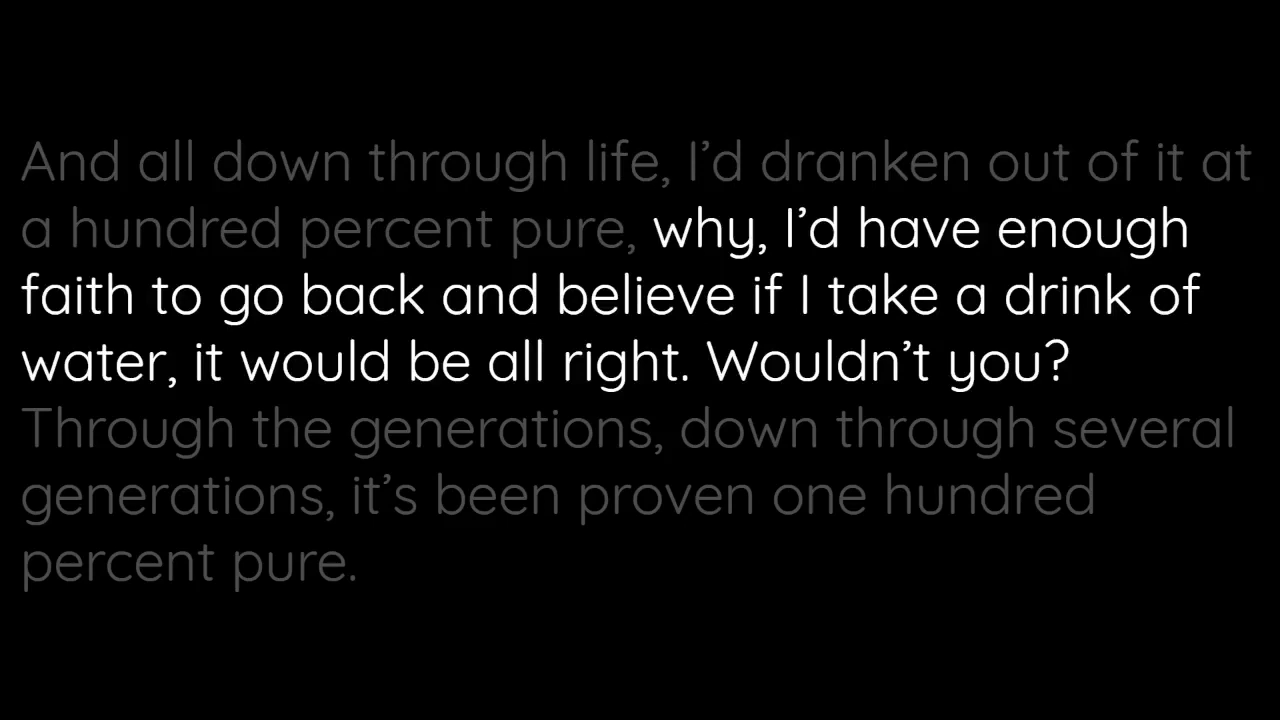 And all down through life, I’d dranken out of it at
a hundred percent pure, why, I’d have enough
faith to go back and believe if I take a drink of
water, it would be all right. Wouldn’t you?
Through the generations, down through several
generations, it’s been proven one hundred
percent pure.